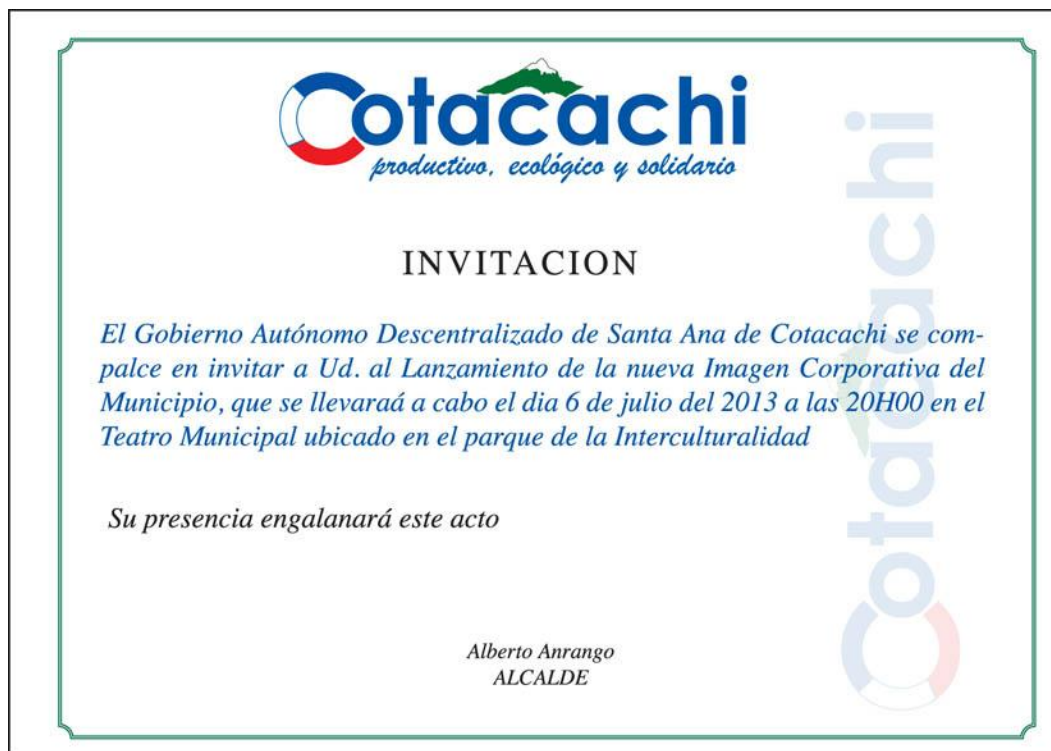 Cotacachi
productivo, ecológico y solidario
INVITACION
El Gobierno Autónomo Descentralizado de Santa Ana de Cotacachi se com-
palce en invitar a Ud. al Lanzamiento de la nueva Imagen Corporativa del
Municipio, que se llevaraá a cabo el dia 6 de julio del 2013 a las 20H00 en el
Teatro Municipal ubicado en el parque de la Interculturalidad
Su presencia engalanará este acto
Alberto Anrango
ALCALDE
Cotacachi